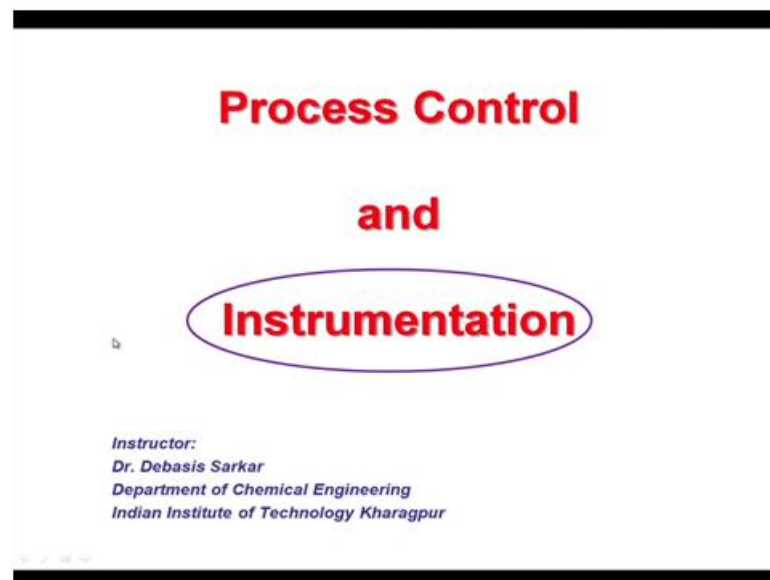 Process Control
and
Instrumentation
Instructor:
Dr. Debasis Sarkar
Department of Chemical Engineering
Indian Institute of Technology Kharagpur